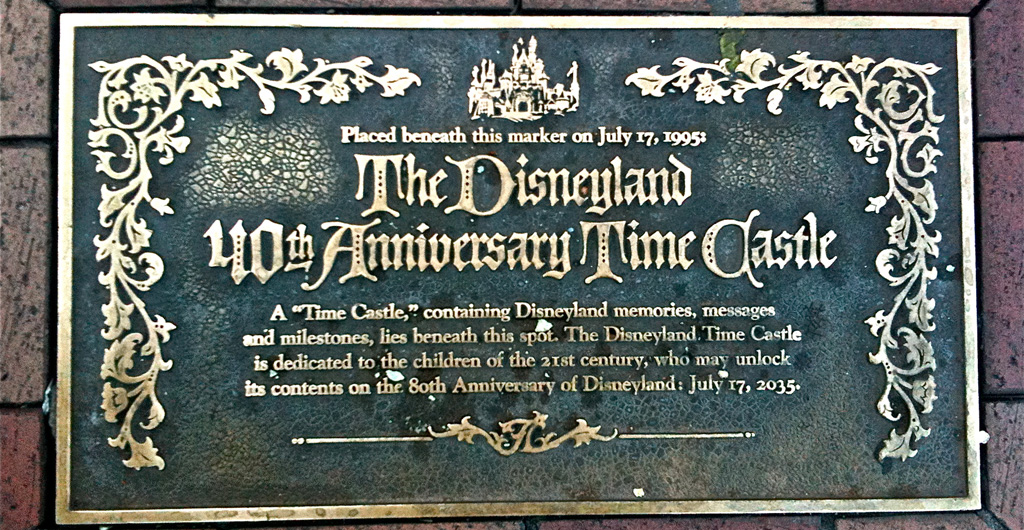 Placed beneath this marker on July 17, 1995:
The Disneyland
40th Anniversary Time Castle
A "Time Castle," containing Disneyland memories, messages
and milestones, lies beneath this spot. The Disneyland Time Castle
is dedicated to the children of the 21st century, who may unlock
its contents on the 80th Anniversary of Disneyland: July 17, 2035.